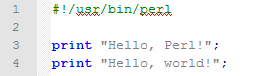 1 #!/usr/bin/perl
2
3 print "Hello, Perl!";
4 print "Hello, world!";